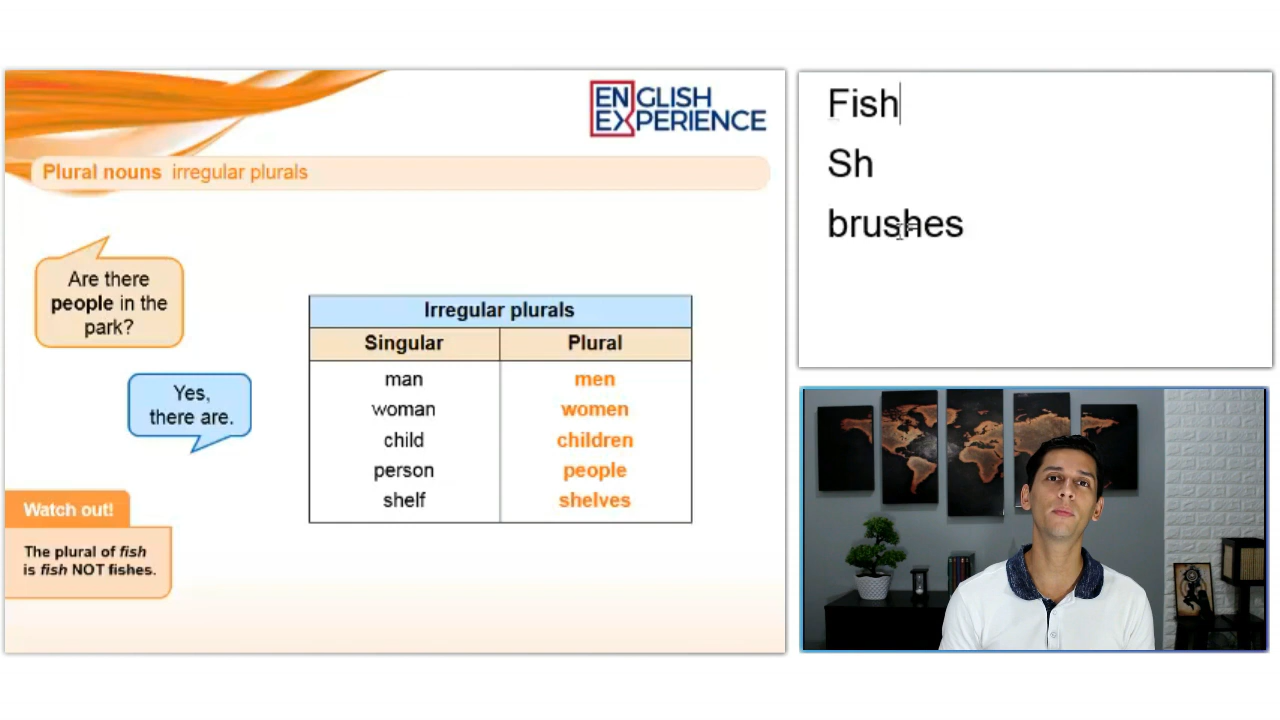 ENGLISH
EXPERIENCE
Plural nouns irregular plurals
Are there
people in the
park?
Yes,
there are.
Irregular plurals
Singular Plural
man men
woman women
child children
person people
shelf shelves
Watch out!
The plural of fish
is fish NOT fishes.
Fish
Sh
brushes